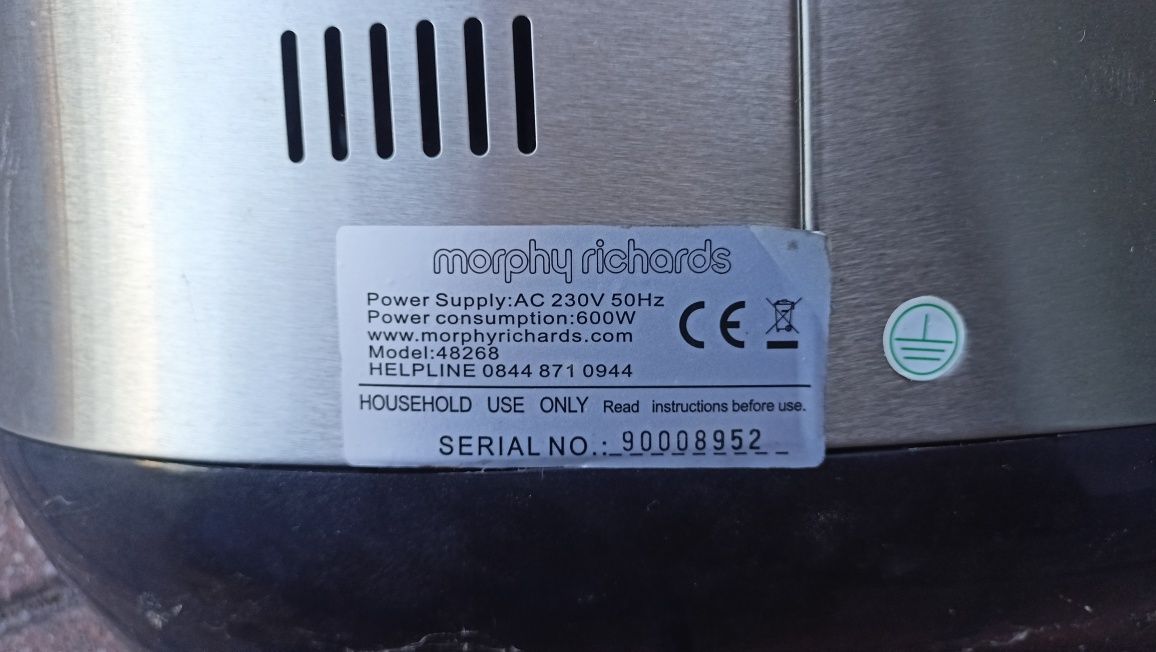 morphy richards
Power Supply:AC 230V 50Hz
Power consumption:600W
www.morphyrichards.com
Model:48268
HELPLINE 0844 871 0944
CE
HOUSEHOLD USE ONLY Read instructions before use.
SERIAL NO.: 90008952